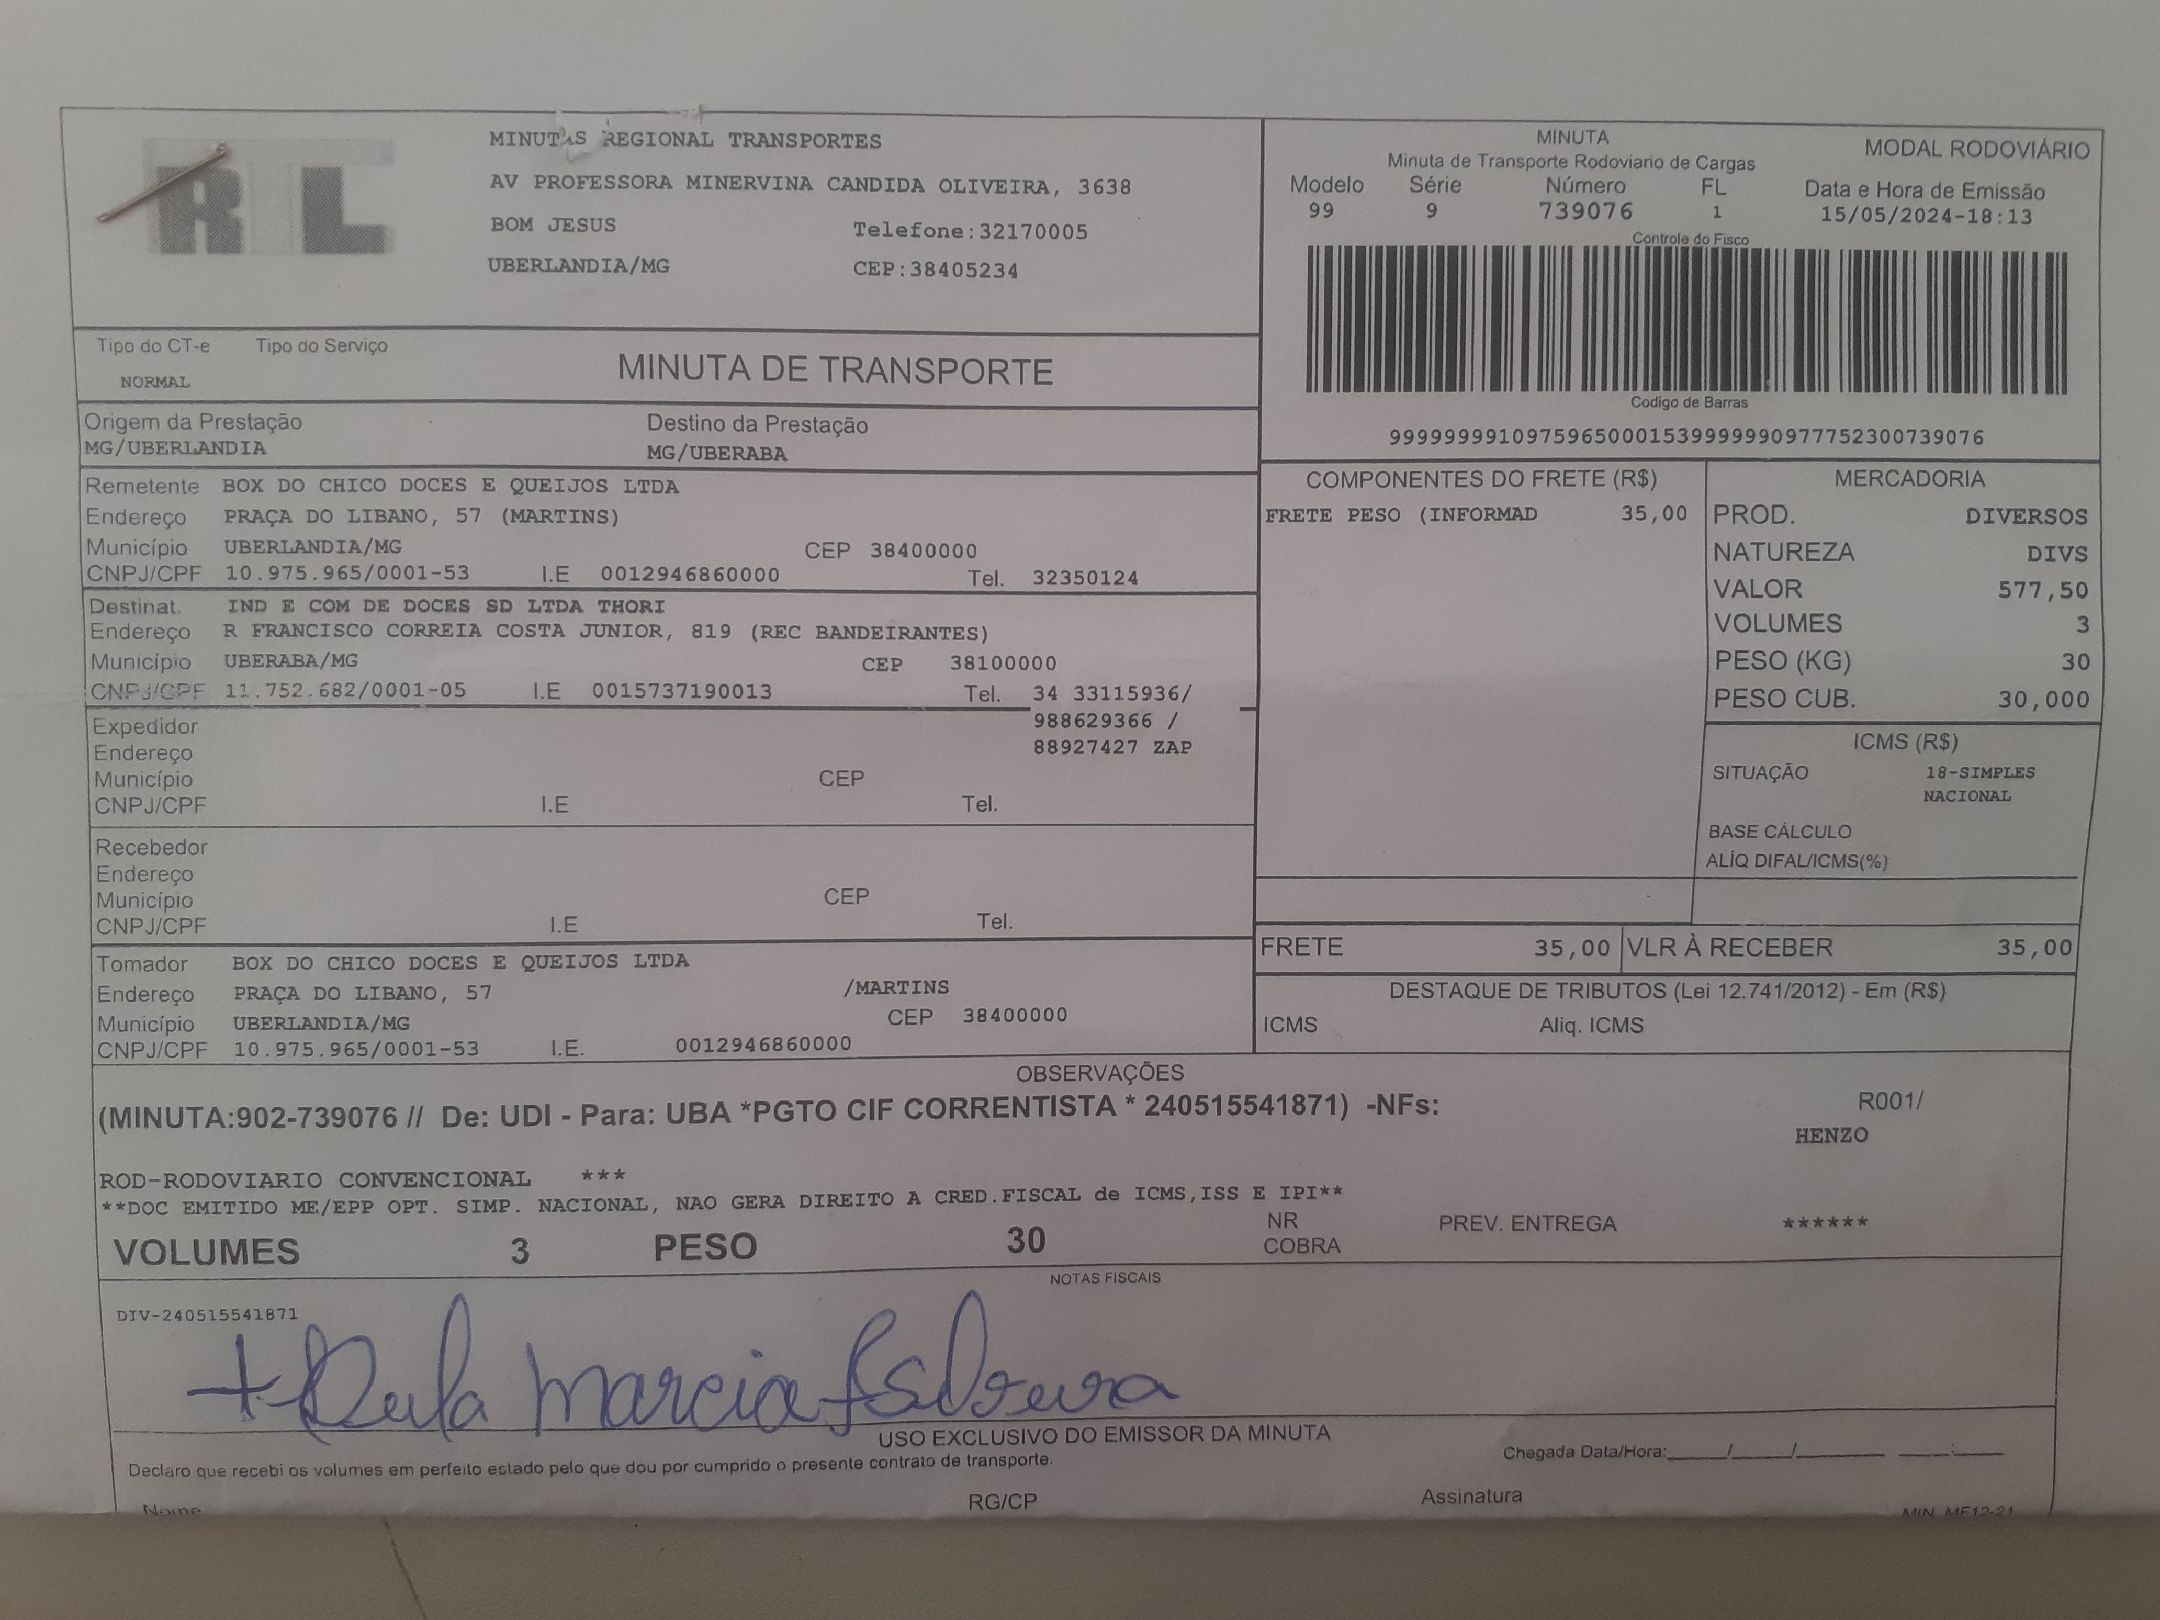 RL
MINUTAS REGIONAL TRANSPORTES
AV PROFESSORA MINERVINA CANDIDA OLIVEIRA, 3638
BOM JESUS Telefone:32170005
UBERLANDIA/MG CEP:38405234
MINUTA
Minuta de Transporte Rodoviario de Cargas
MODAL RODOVIÁRIO
Modelo Série Número FL Data e Hora de Emissão
99 9 739076 1 15/05/2024-18:13
Controle do Fisco
Codigo de Barras
99999999109759650001539999990977752300739076
Tipo do CT-e Tipo do Serviço
NORMAL
MINUTA DE TRANSPORTE
Origem da Prestação Destino da Prestação
MG/UBERLANDIA MG/UBERABA
Remetente BOX DO CHICO DOCES E QUEIJOS LTDA
Endereço PRAÇA DO LIBANO, 57 (MARTINS)
Município UBERLANDIA/MG CEP 38400000
CNPJ/CPF 10.975.965/0001-53 I.E 0012946860000 Tel. 32350124
Destinat. IND E COM DE DOCES SD LTDA THORI
Endereço R FRANCISCO CORREIA COSTA JUNIOR, 819 (REC BANDEIRANTES)
Município UBERABA/MG CEP 38100000
CNPJ/CPF 11.752.682/0001-05 I.E 0015737190013 Tel. 34 33115936/
988629366 /
88927427 ZAP
Expedidor
Endereço
Município CEP
CNPJ/CPF I.E Tel.
Recebedor
Endereço
Município CEP
CNPJ/CPF I.E Tel.
Tomador BOX DO CHICO DOCES E QUEIJOS LTDA
Endereço PRAÇA DO LIBANO, 57 /MARTINS
Município UBERLANDIA/MG CEP 38400000
CNPJ/CPF 10.975.965/0001-53 I.E. 0012946860000
COMPONENTES DO FRETE (R$)
FRETE PESO (INFORMAD 35,00
MERCADORIA
PROD. DIVERSOS
NATUREZA DIVS
VALOR 577,50
VOLUMES 3
PESO (KG) 30
PESO CUB. 30,000
ICMS (R$)
SITUAÇÃO 18-SIMPLES
NACIONAL
BASE CÁLCULO
ALÍQ DIFAL/ICMS(%)
FRETE 35,00 VLR À RECEBER 35,00
DESTAQUE DE TRIBUTOS (Lei 12.741/2012) - Em (R$)
ICMS Aliq. ICMS
OBSERVAÇÕES
(MINUTA:902-739076 // De: UDI - Para: UBA *PGTO CIF CORRENTISTA * 240515541871) -NFs:
R001/
HENZO
ROD-RODOVIARIO CONVENCIONAL ***
**DOC EMITIDO ME/EPP OPT. SIMP. NACIONAL, NAO GERA DIREITO A CRED.FISCAL de ICMS,ISS E IPI**
VOLUMES 3 PESO 30
NR
COBRA
PREV. ENTREGA ******
NOTAS FISCAIS
DIV-240515541871
marcia
USO EXCLUSIVO DO EMISSOR DA MINUTA
Declaro que recebi os volumes em perfeito estado pelo que dou por cumprido o presente contrato de transporte.
Chegada Data/Hora:____/____/______ ____:____
Nome RG/CP Assinatura
MIN_MF12-21